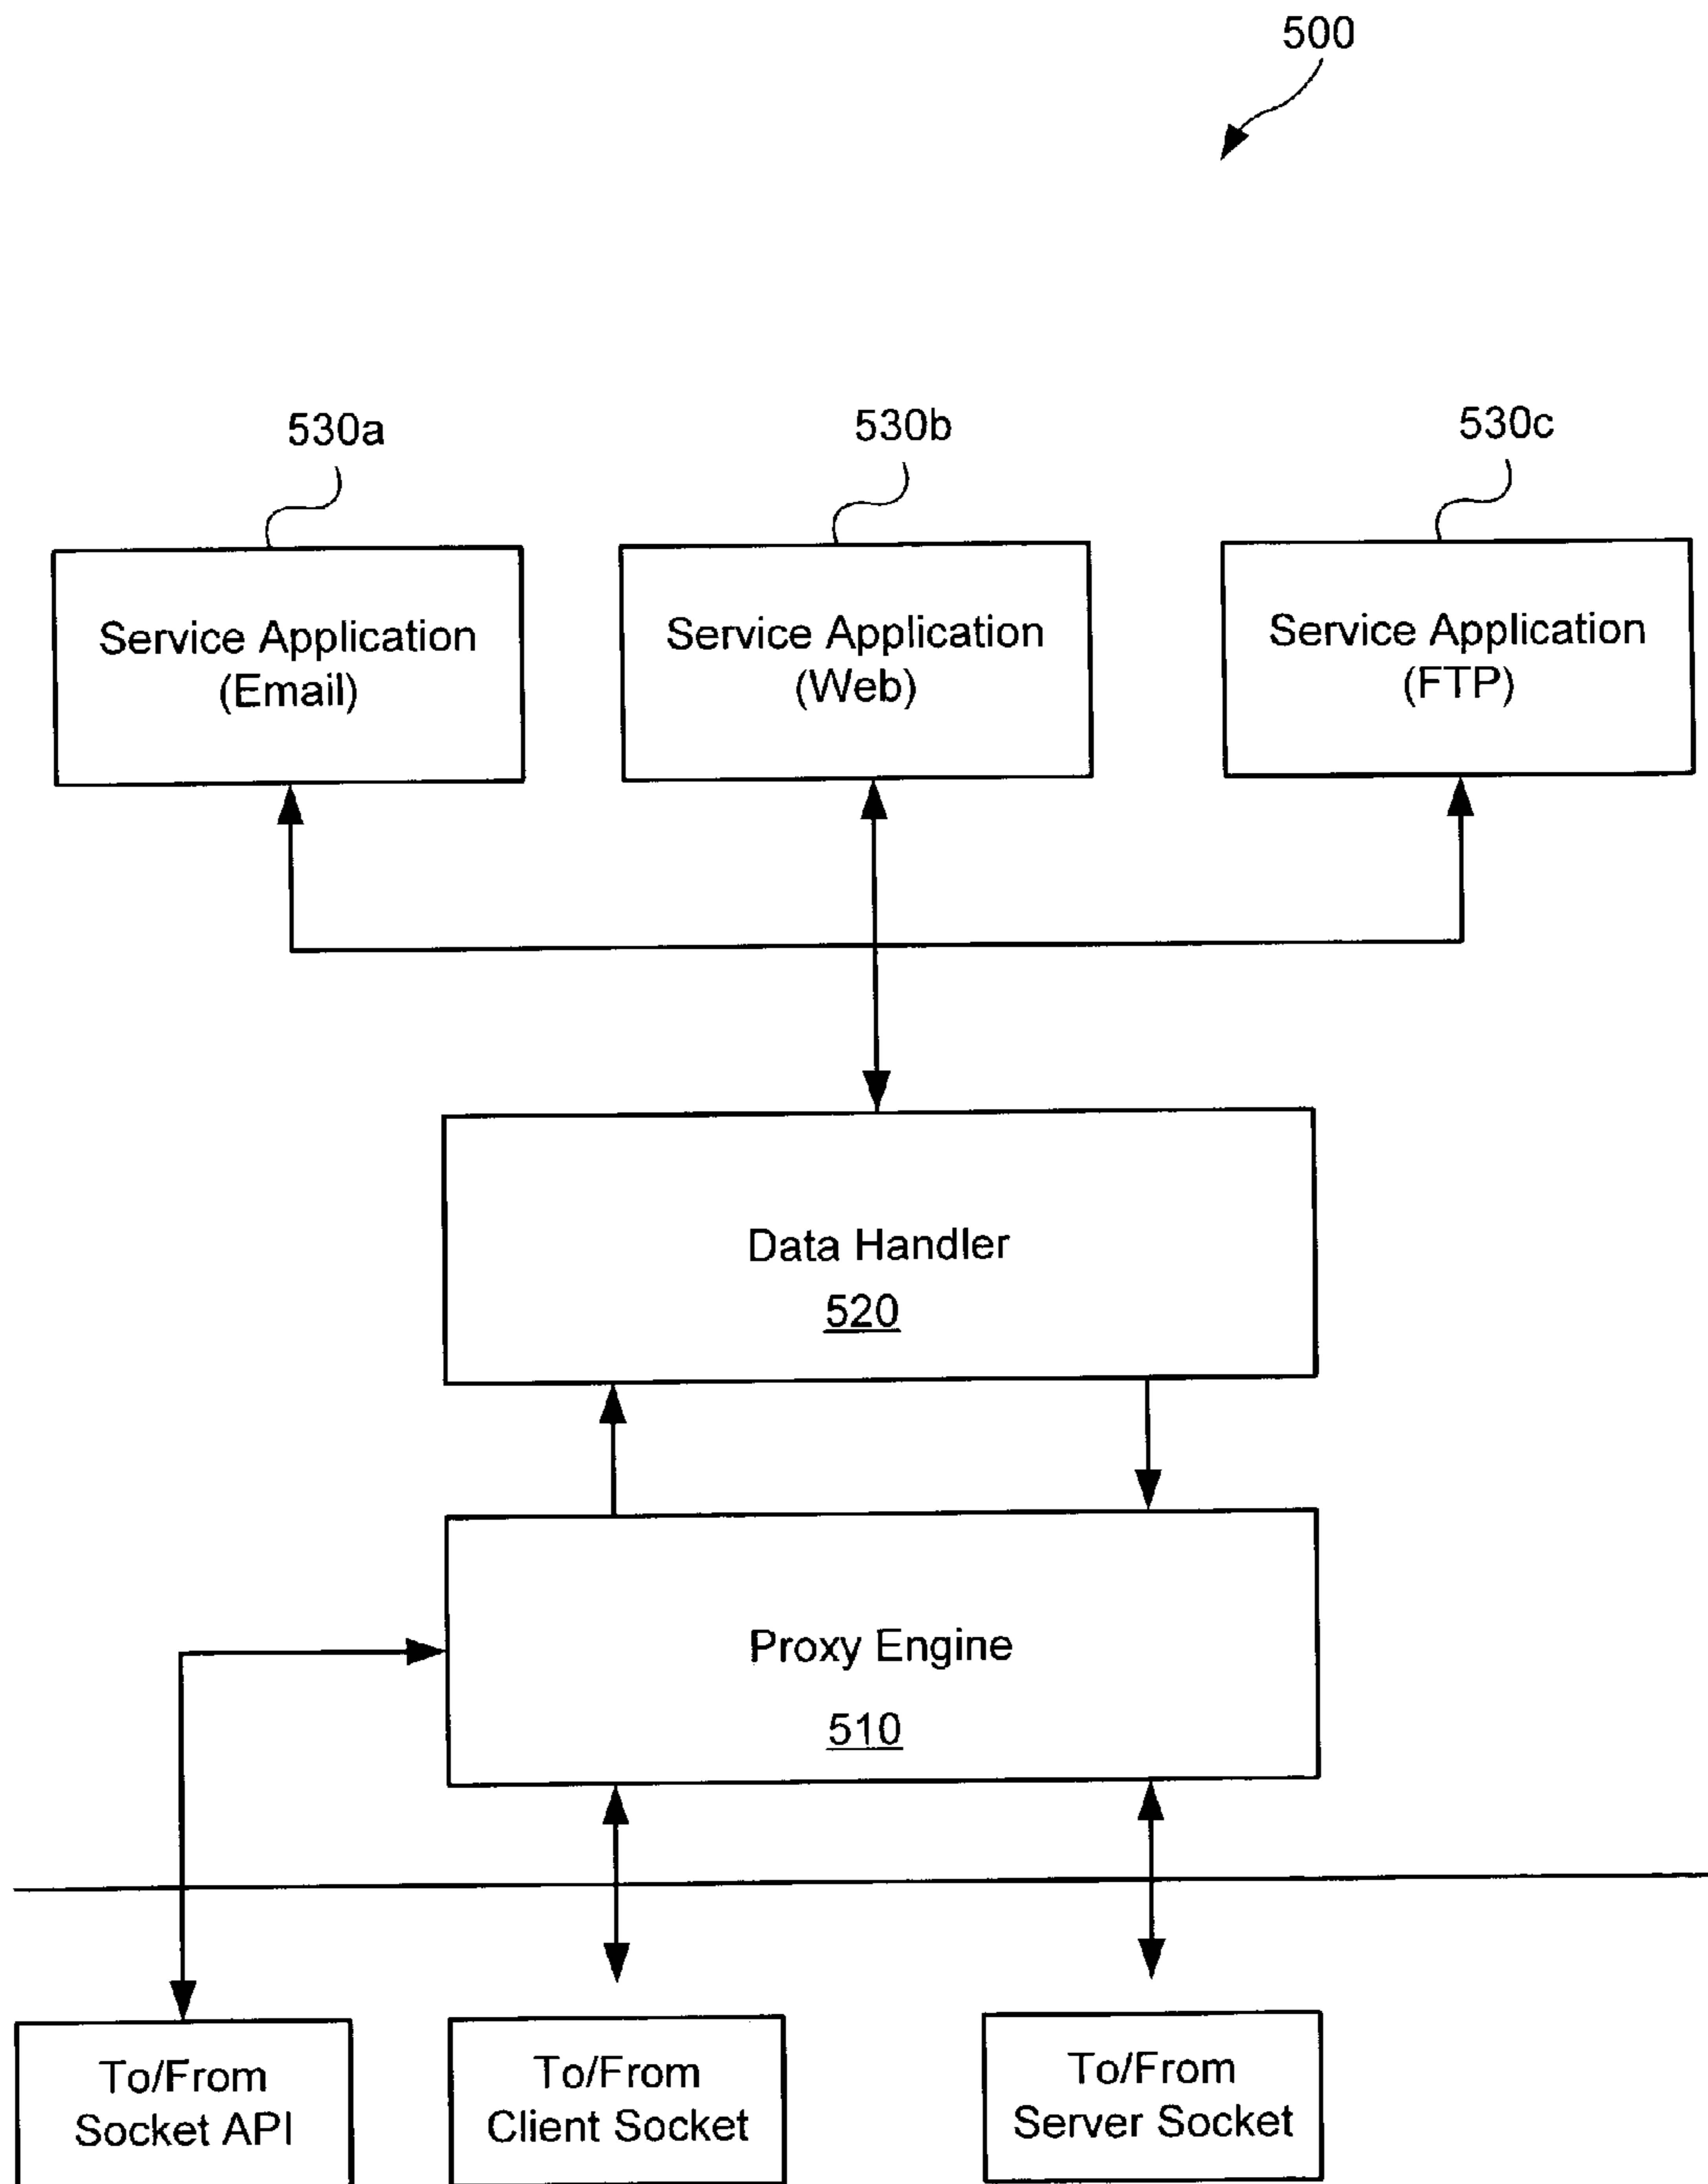 500
530a
530b
530c
Service Application
(Email)
Service Application
(Web)
Service Application
(FTP)
Data Handler
520
Proxy Engine
510
To/From
Socket API
To/From
Client Socket
To/From
Server Socket